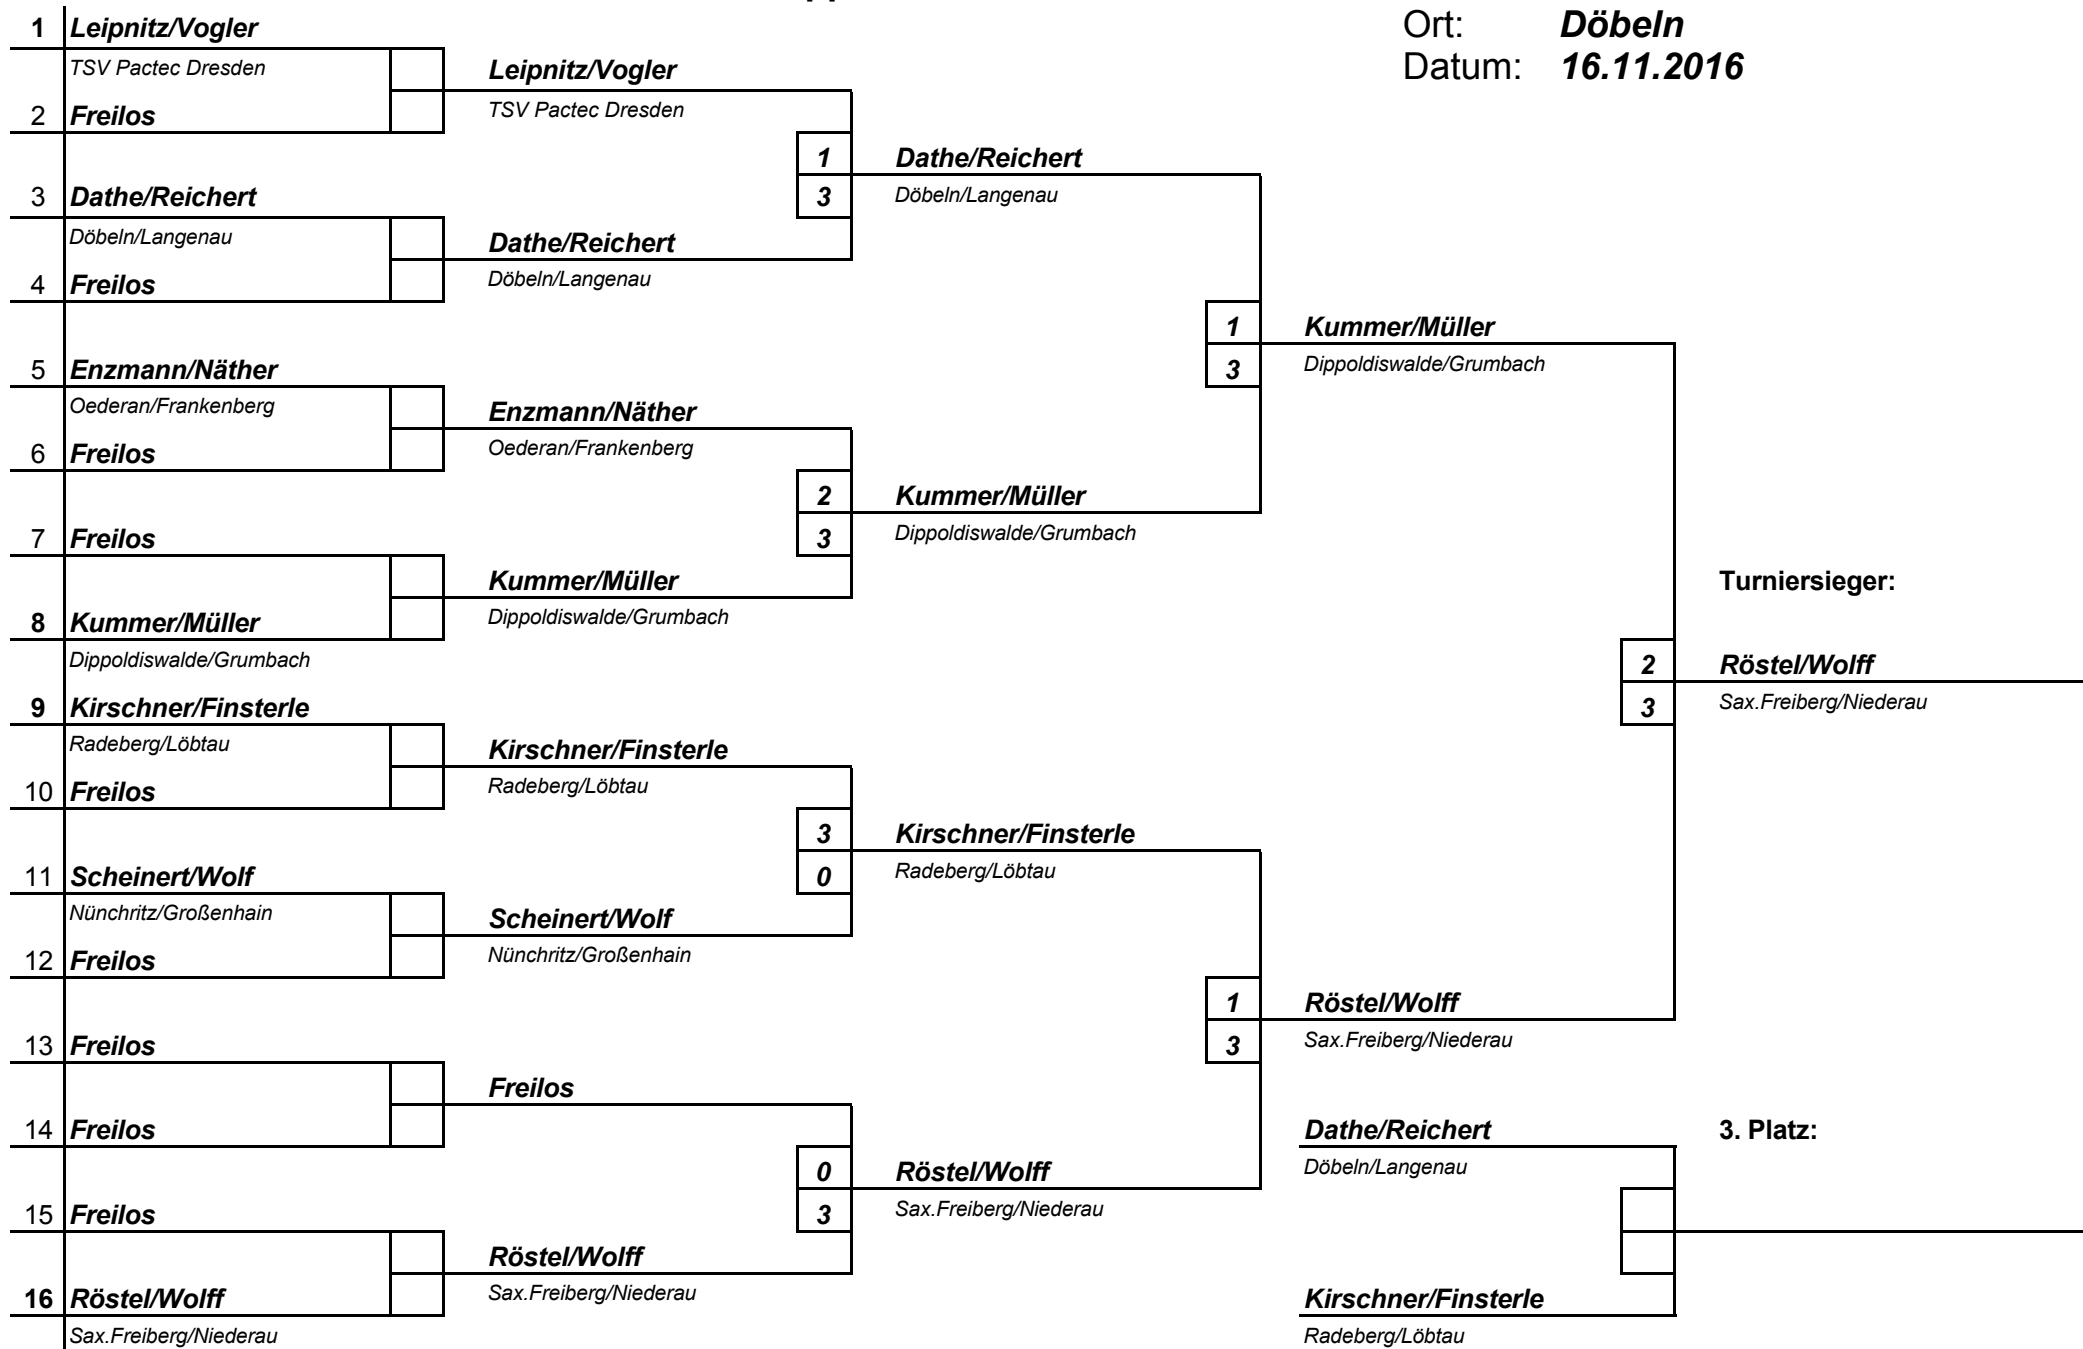 Ort: Döbeln
Datum: 16.11.2016
1 Leipnitz/Vogler
TSV Pactec Dresden
2 Freilos
3 Dathe/Reichert
Döbeln/Langenau
4 Freilos
5 Enzmann/Näther
Oederan/Frankenberg
6 Freilos
7 Freilos
8 Kummer/Müller
Dippoldiswalde/Grumbach
9 Kirschner/Finsterle
Radeberg/Löbtau
10 Freilos
11 Scheinert/Wolf
Nünchritz/Großenhain
12 Freilos
13 Freilos
14 Freilos
15 Freilos
16 Röstel/Wolff
Sax.Freiberg/Niederau
Leipnitz/Vogler
TSV Pactec Dresden
Dathe/Reichert
Döbeln/Langenau
Enzmann/Näther
Oederan/Frankenberg
Kummer/Müller
Dippoldiswalde/Grumbach
Kirschner/Finsterle
Radeberg/Löbtau
Scheinert/Wolf
Nünchritz/Großenhain
Freilos
Röstel/Wolff
Sax.Freiberg/Niederau
1 Dathe/Reichert
3 Döbeln/Langenau
2 Kummer/Müller
3 Dippoldiswalde/Grumbach
3 Kirschner/Finsterle
0 Radeberg/Löbtau
0 Röstel/Wolff
3 Sax.Freiberg/Niederau
1 Kummer/Müller
3 Dippoldiswalde/Grumbach
1 Röstel/Wolff
3 Sax.Freiberg/Niederau
Turniersieger:
2 Röstel/Wolff
3 Sax.Freiberg/Niederau
Dathe/Reichert
Döbeln/Langenau
3. Platz:
Kirschner/Finsterle
Radeberg/Löbtau